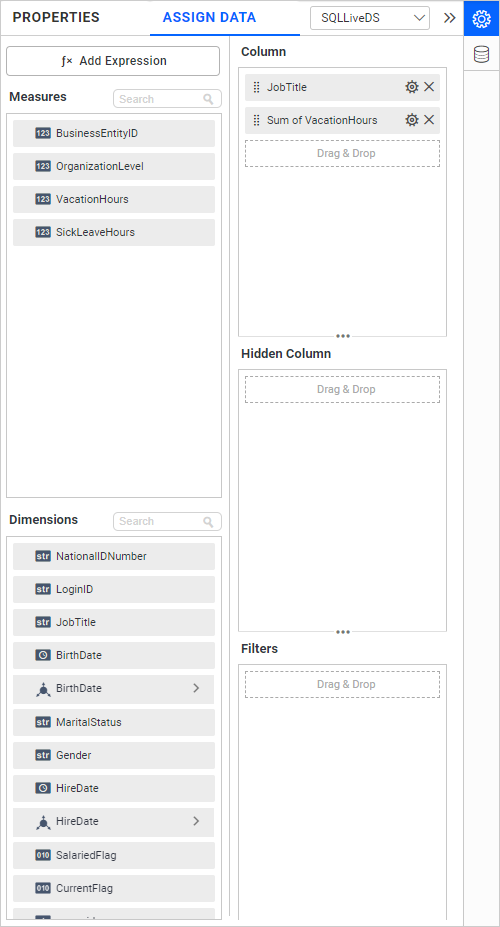 PROPERTIES
ASSIGN DATA
SQLLiveDS
ƒx Add Expression
Measures
Search
123 BusinessEntityID
123 OrganizationLevel
123 VacationHours
123 SickLeaveHours
Dimensions
Search
str NationalIDNumber
str LoginID
str JobTitle
BirthDate
BirthDate
str MaritalStatus
str Gender
HireDate
HireDate
010 SalariedFlag
010 CurrentFlag
Column
JobTitle
Sum of VacationHours
Drag & Drop
Hidden Column
Drag & Drop
Filters
Drag & Drop